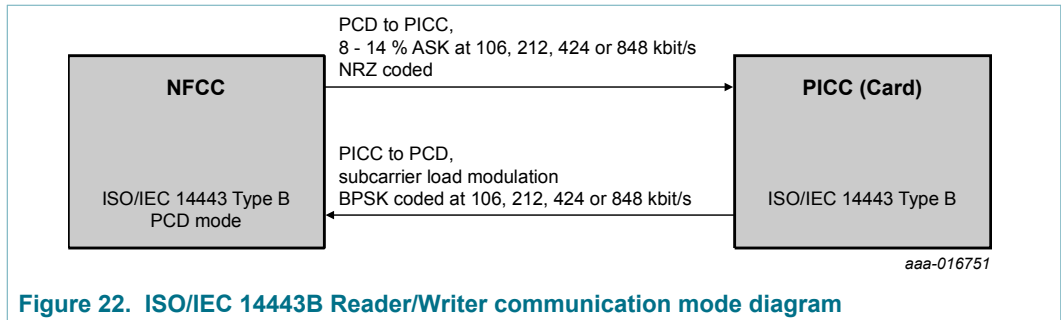 PCD to PICC,
8 - 14 % ASK at 106, 212, 424 or 848 kbit/s
NRZ coded
NFCC
PICC (Card)
PICC to PCD,
subcarrier load modulation
BPSK coded at 106, 212, 424 or 848 kbit/s
ISO/IEC 14443 Type B
PCD mode
ISO/IEC 14443 Type B
aaa-016751
Figure 22. ISO/IEC 14443B Reader/Writer communication mode diagram